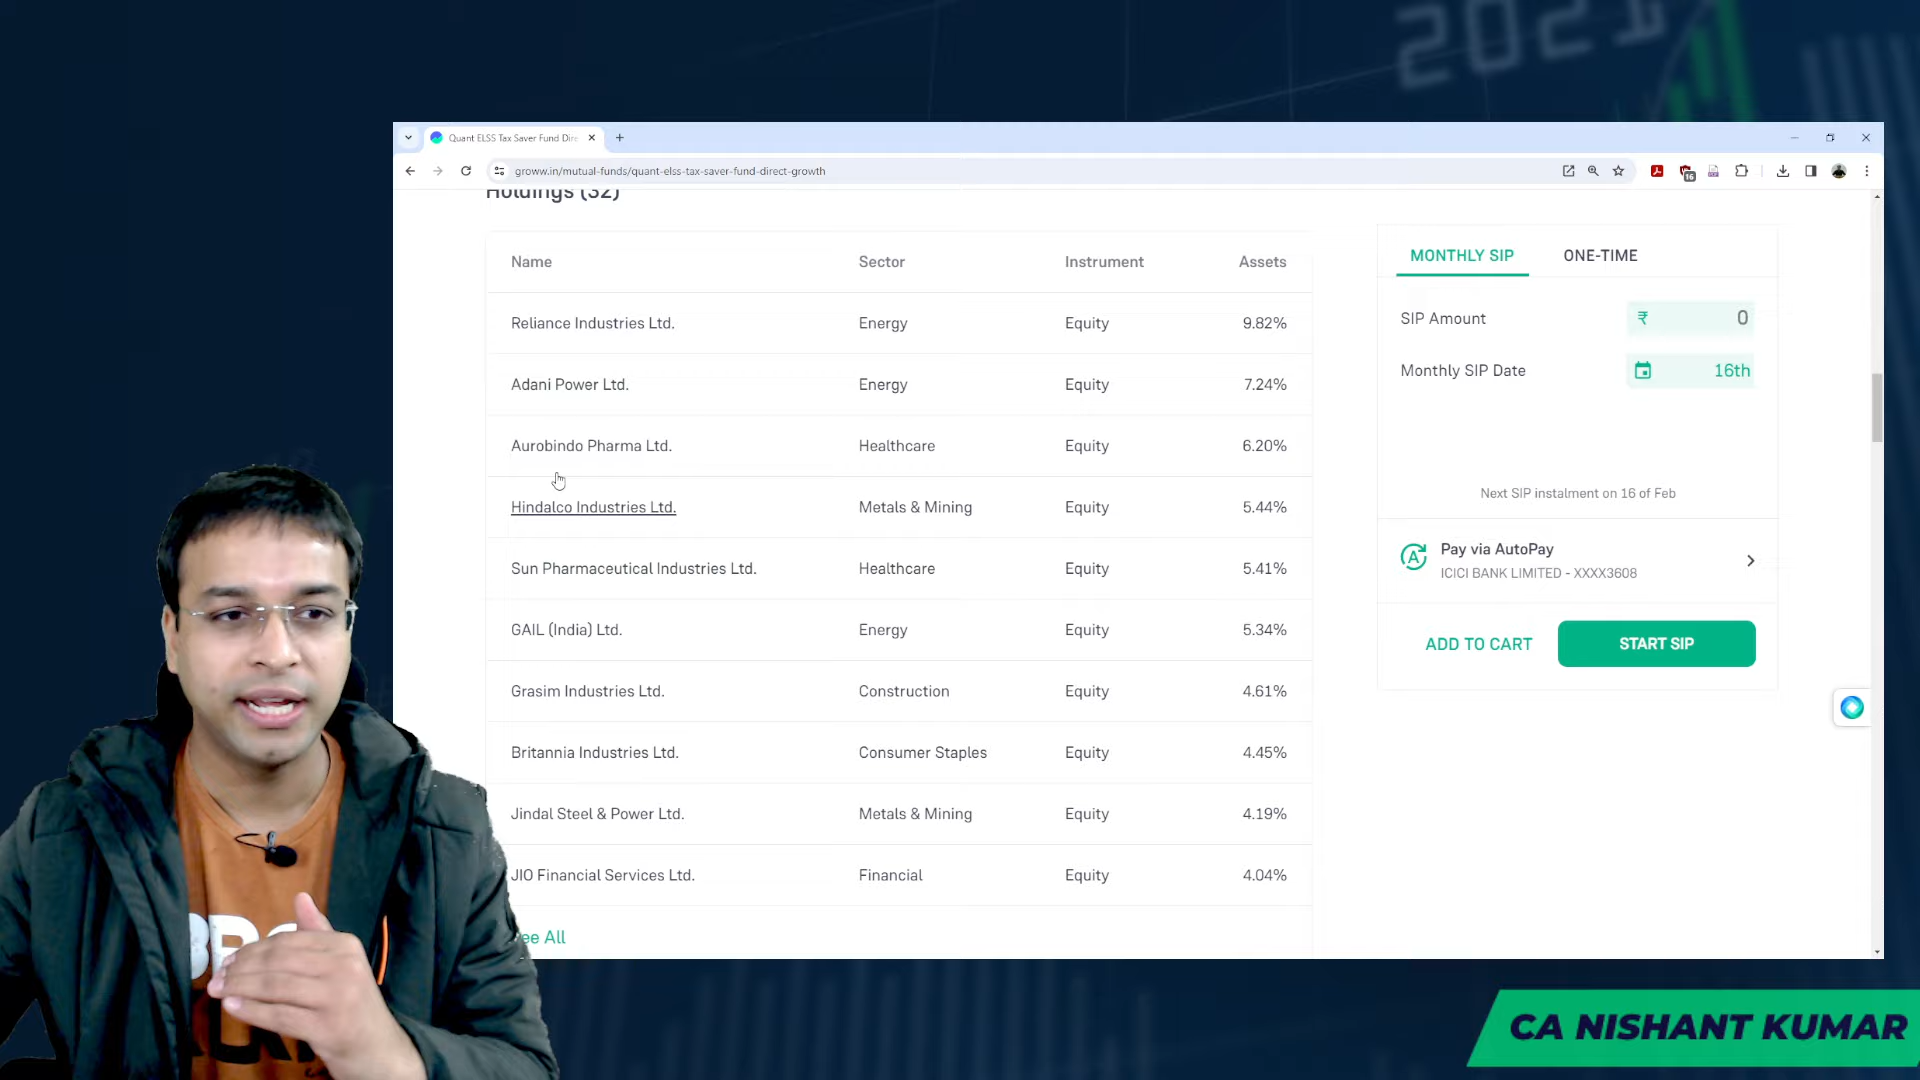 2021
Quant ELSS Tax Saver Fund Dire
groww.in/mutual-funds/quant-elss-tax-saver-fund-direct-growth
16
Holdings (32)
Name Sector Instrument Assets
Reliance Industries Ltd. Energy Equity 9.82%
Adani Power Ltd. Energy Equity 7.24%
Aurobindo Pharma Ltd. Healthcare Equity 6.20%
Hindalco Industries Ltd. Metals & Mining Equity 5.44%
Sun Pharmaceutical Industries Ltd. Healthcare Equity 5.41%
GAIL (India) Ltd. Energy Equity 5.34%
Grasim Industries Ltd. Construction Equity 4.61%
Britannia Industries Ltd. Consumer Staples Equity 4.45%
Jindal Steel & Power Ltd. Metals & Mining Equity 4.19%
JIO Financial Services Ltd. Financial Equity 4.04%
ee All
MONTHLY SIP ONE-TIME
SIP Amount ₹ 0
Monthly SIP Date 16th
Next SIP instalment on 16 of Feb
A Pay via AutoPay
ICICI BANK LIMITED - XXXX3608
ADD TO CART START SIP
CA NISHANT KUMAR